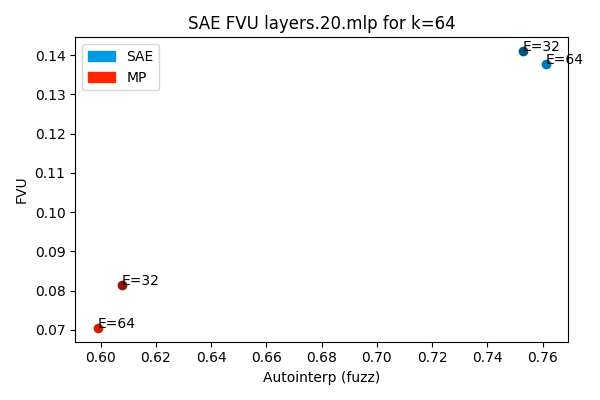 SAE FVU layers.20.mlp for k=64
SAE
MP
E=32
E=64
E=32
E=64
0.14
0.13
0.12
0.11
0.10
0.09
0.08
0.07
FVU
0.60 0.62 0.64 0.66 0.68 0.70 0.72 0.74 0.76
Autointerp (fuzz)